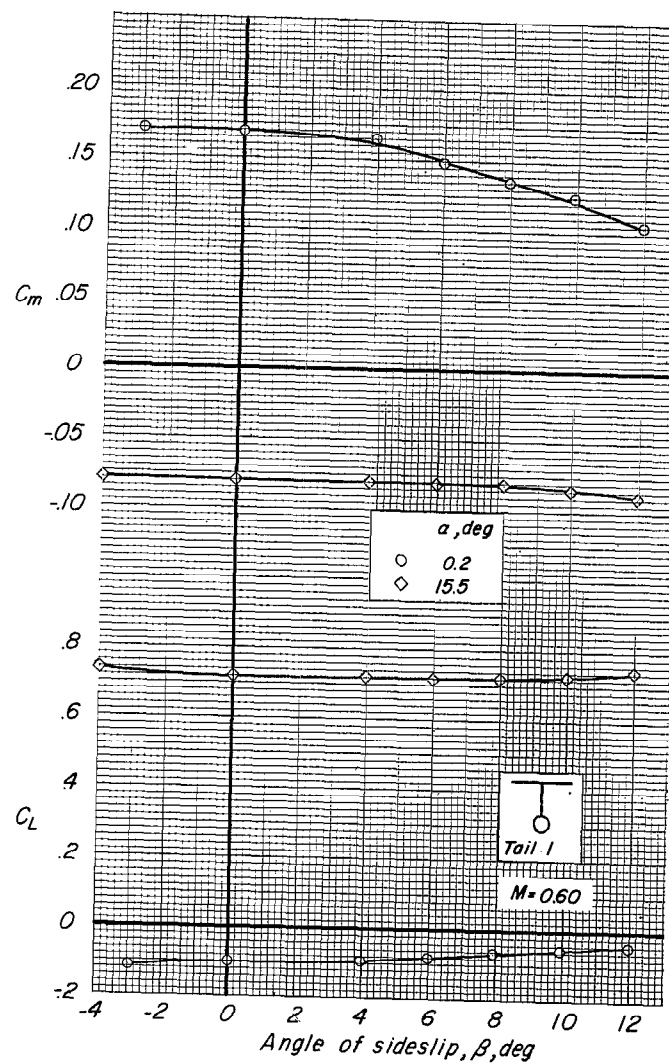 .20
.15
.10
C_m .05
0
-.05
-.10
α, deg
○ 0.2
◇ 15.5
.8
.6
.4
C_L
.2
Tail 1
M=0.60
0
-.2
-4 -2 0 2 4 6 8 10 12
Angle of sideslip, β, deg